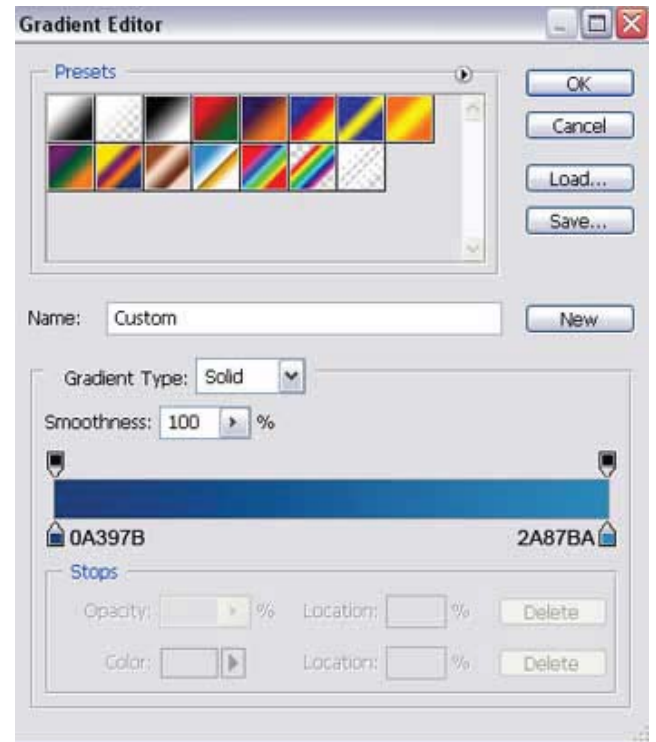 Gradient Editor
Presets
OK
Cancel
Load...
Save...
Name: Custom
New
Gradient Type: Solid
Smoothness: 100 %
0A397B 2A87BA
Stops
Opacity: % Location: % Delete
Color: Location: % Delete